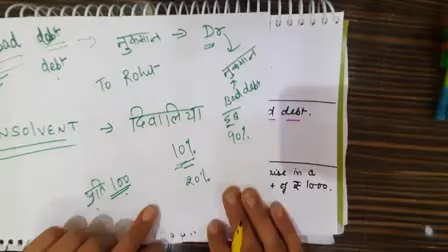 debt → नुकसान → Dr
debt
To Rohit
नुकसान
Bad debt
90%
debt.
INSOLVENT → दिवालिया
10%
20%
प्रति 100
rise in a
of ₹ 1000.